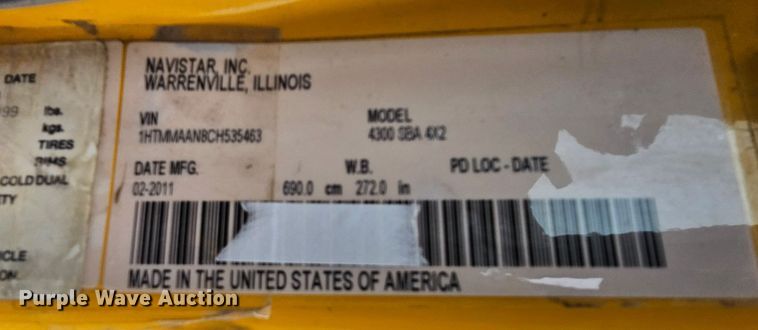 NAVISTAR, INC.
WARRENVILLE, ILLINOIS
DATE
VIN MODEL
1HTMMAAN8CH535463 4300 SBA 4X2
lbs.
kgs.
TIRES
RIMS
COLD DUAL
DATE MFG. W.B. PD LOC - DATE
02-2011 690.0 cm 272.0 in
MADE IN THE UNITED STATES OF AMERICA
Purple Wave Auction